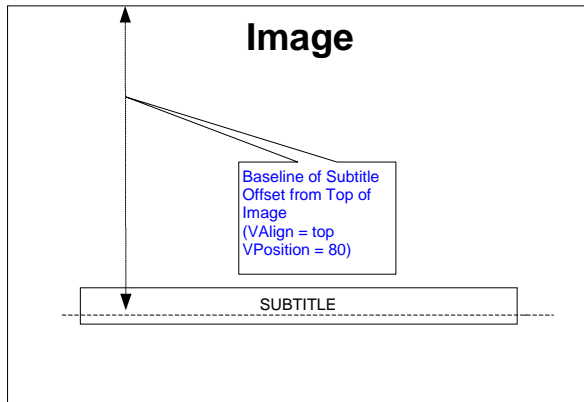 Image
Baseline of Subtitle
Offset from Top of
Image
(VAlign = top
VPosition = 80)
SUBTITLE